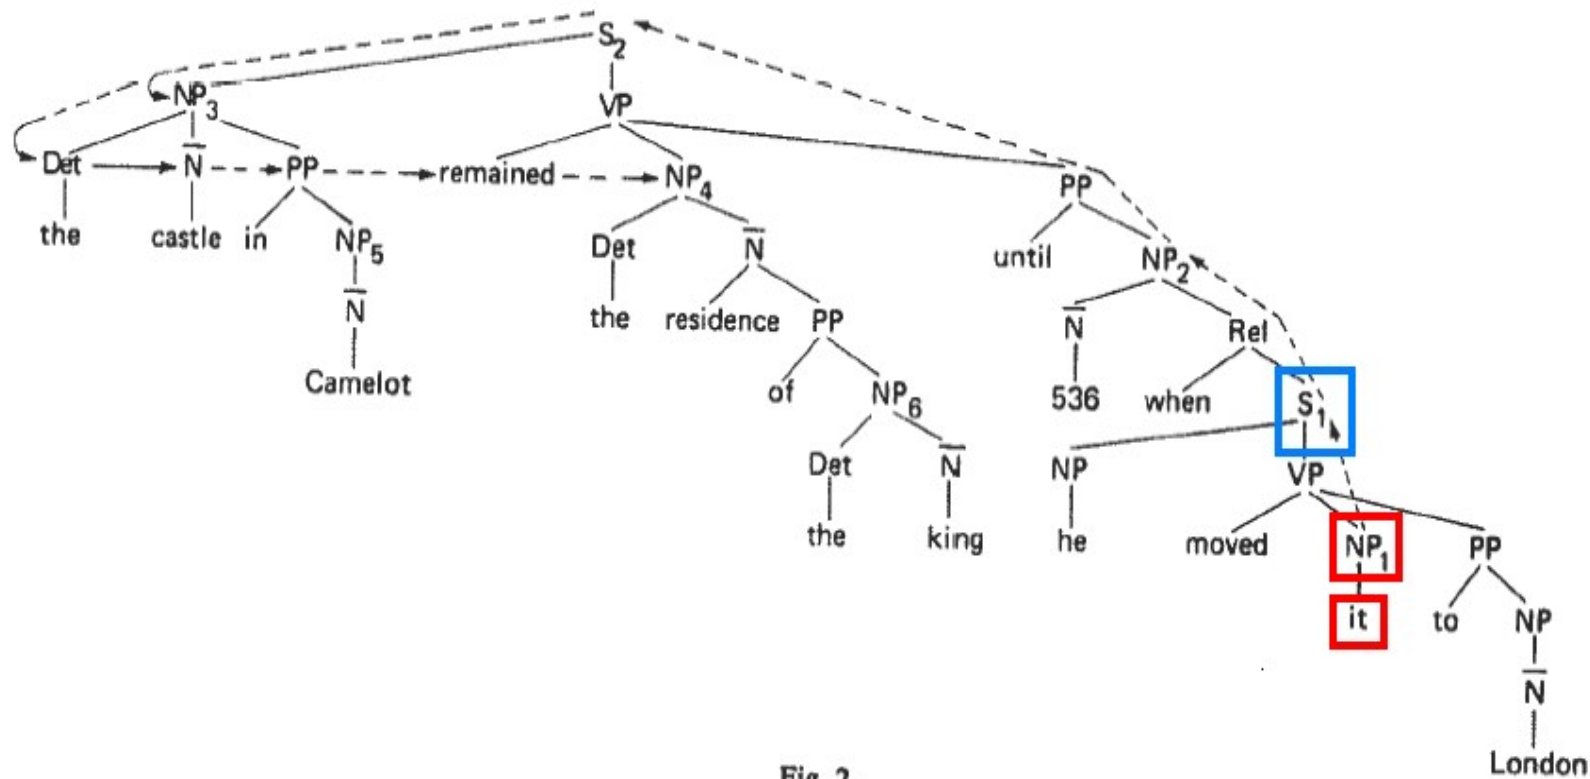 S2
NP3 VP
Det N̅ PP remained NP4 PP
the castle in NP5 Det N̅ until NP2
N̅ the residence PP N̅ Rel
Camelot of NP6 536 when S1
Det N̅ NP VP
the king he moved NP1 PP
it to NP
N̅
London
Fig. 2